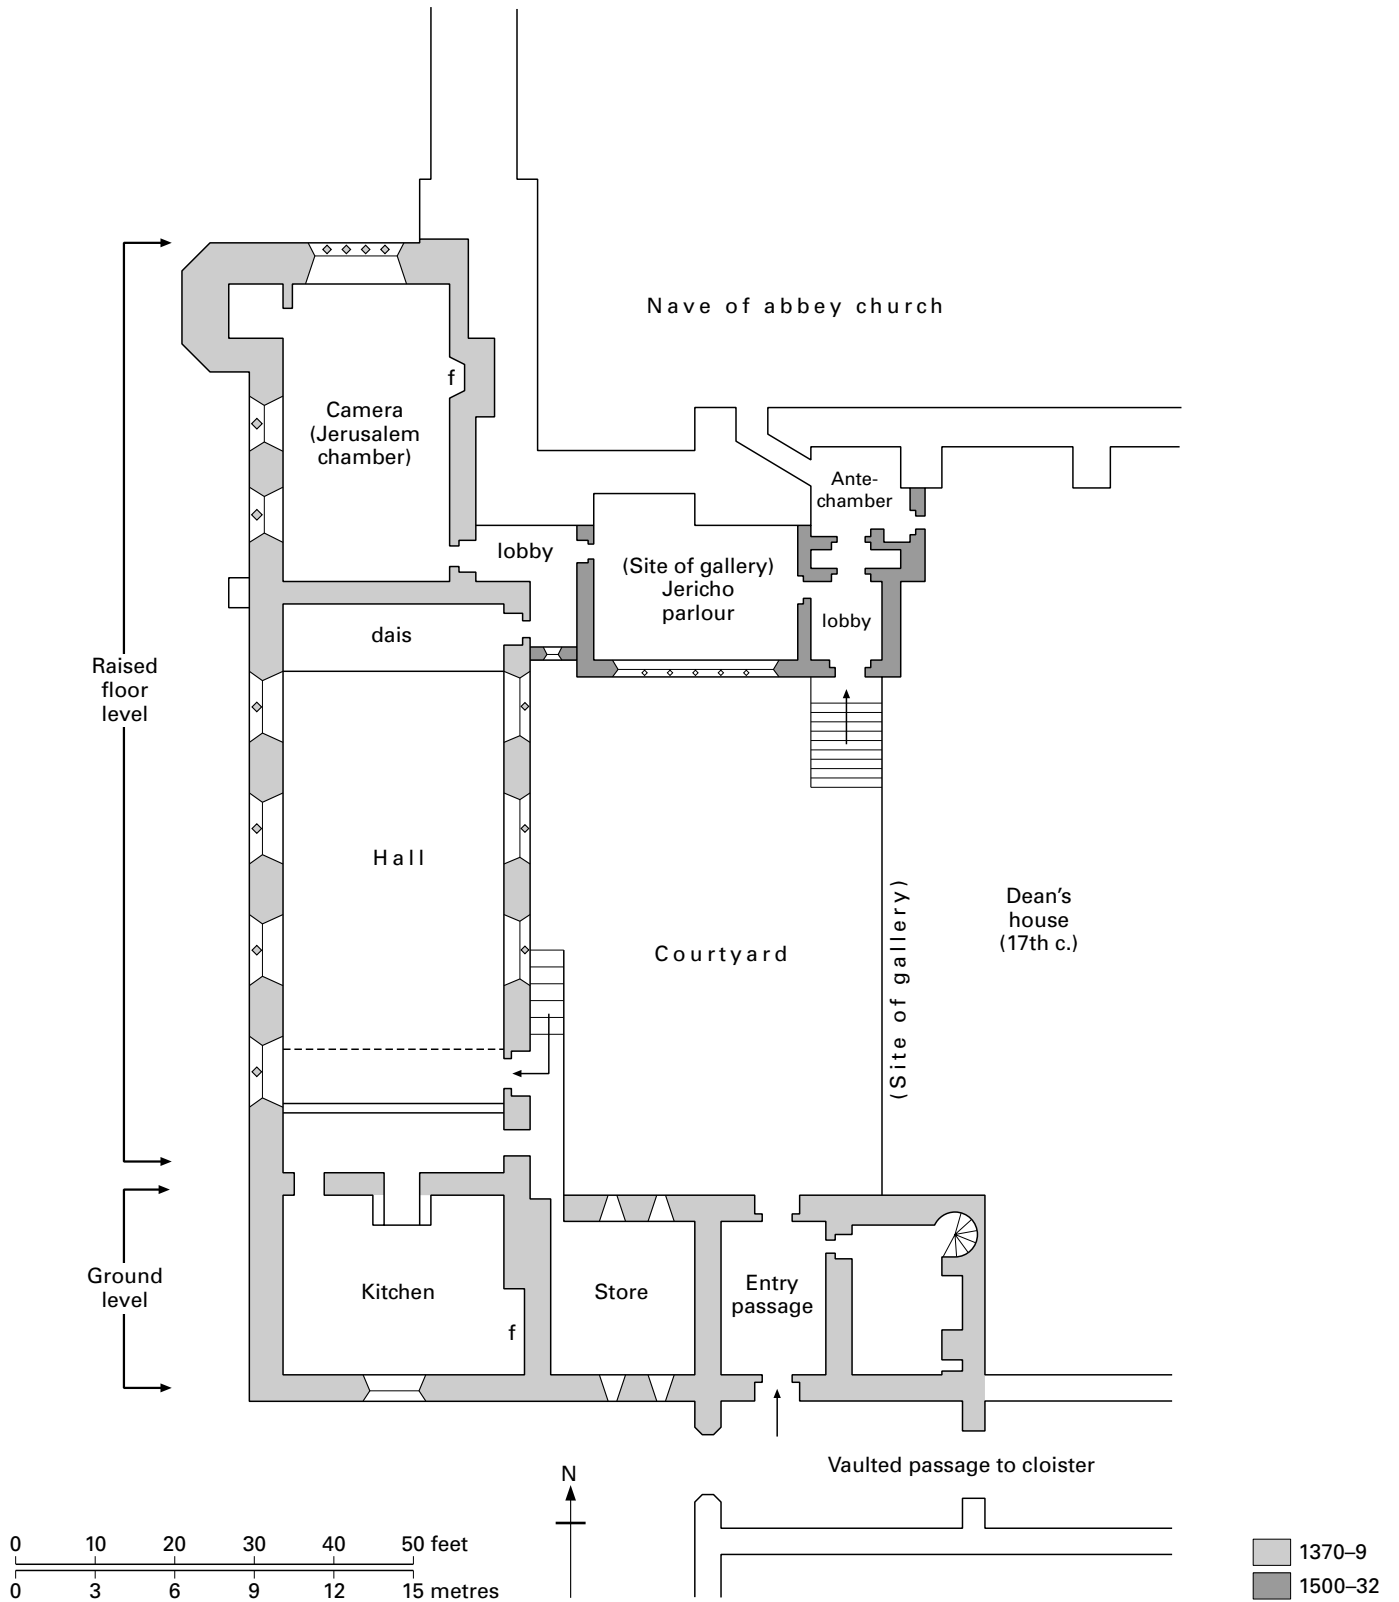 Nave of abbey church
f
Camera
(Jerusalem
chamber)
Ante-
chamber
lobby
(Site of gallery)
Jericho
parlour
lobby
dais
Raised
floor
level
Hall
Courtyard
(Site of gallery)
Dean's
house
(17th c.)
Ground
level
Kitchen
f
Store
Entry
passage
Vaulted passage to cloister
N
0 10 20 30 40 50 feet
0 3 6 9 12 15 metres
1370–9
1500–32